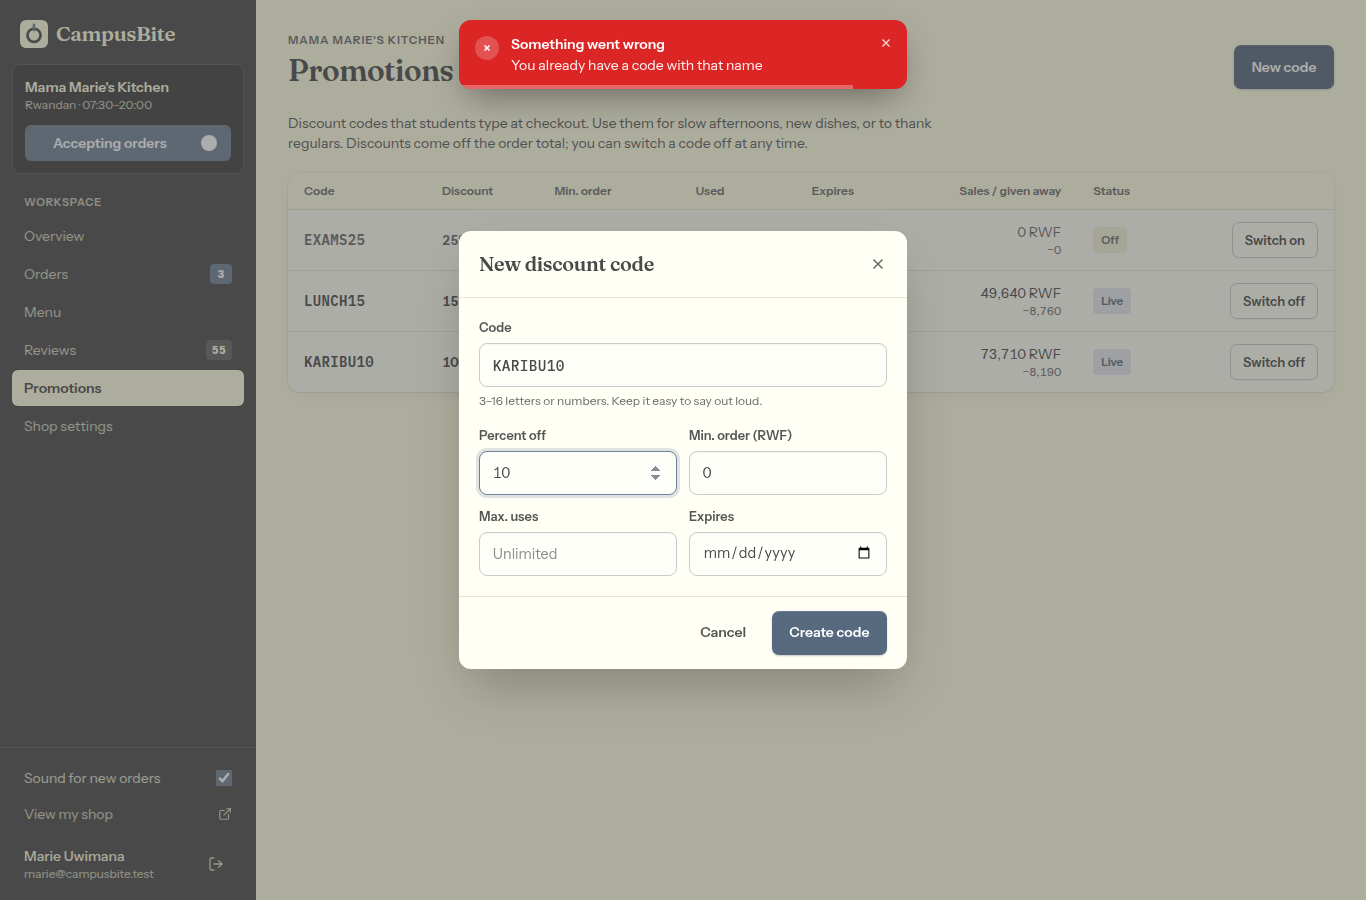 CampusBite
Mama Marie's Kitchen
Rwandan · 07:30–20:00
Accepting orders
WORKSPACE
Overview
Orders 3
Menu
Reviews 55
Promotions
Shop settings
Sound for new orders
View my shop
Marie Uwimana
marie@campusbite.test
MAMA MARIE'S KITCHEN
Promotions
New code
Something went wrong
You already have a code with that name
Discount codes that students type at checkout. Use them for slow afternoons, new dishes, or to thank
regulars. Discounts come off the order total; you can switch a code off at any time.
Code Discount Min. order Used Expires Sales / given away Status
EXAMS25 25 0 RWF Off Switch on
−0
LUNCH15 15 49,640 RWF Live Switch off
−8,760
KARIBU10 10 73,710 RWF Live Switch off
−8,190
New discount code
Code
KARIBU10
3–16 letters or numbers. Keep it easy to say out loud.
Percent off Min. order (RWF)
10 0
Max. uses Expires
Unlimited mm/dd/yyyy
Cancel Create code